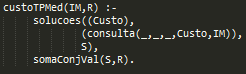 custoTPMed(IM,R) :-
solucoes((Custo),
(consulta(_,_,_,Custo,IM)),
S),
somaConjVal(S,R).